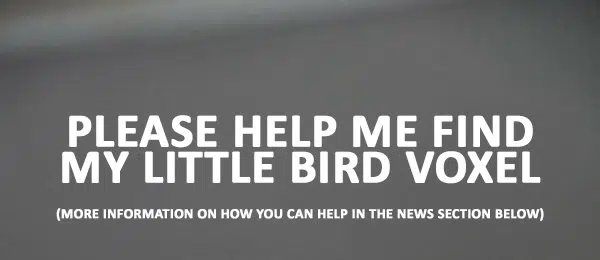 PLEASE HELP ME FIND
MY LITTLE BIRD VOXEL
(MORE INFORMATION ON HOW YOU CAN HELP IN THE NEWS SECTION BELOW)